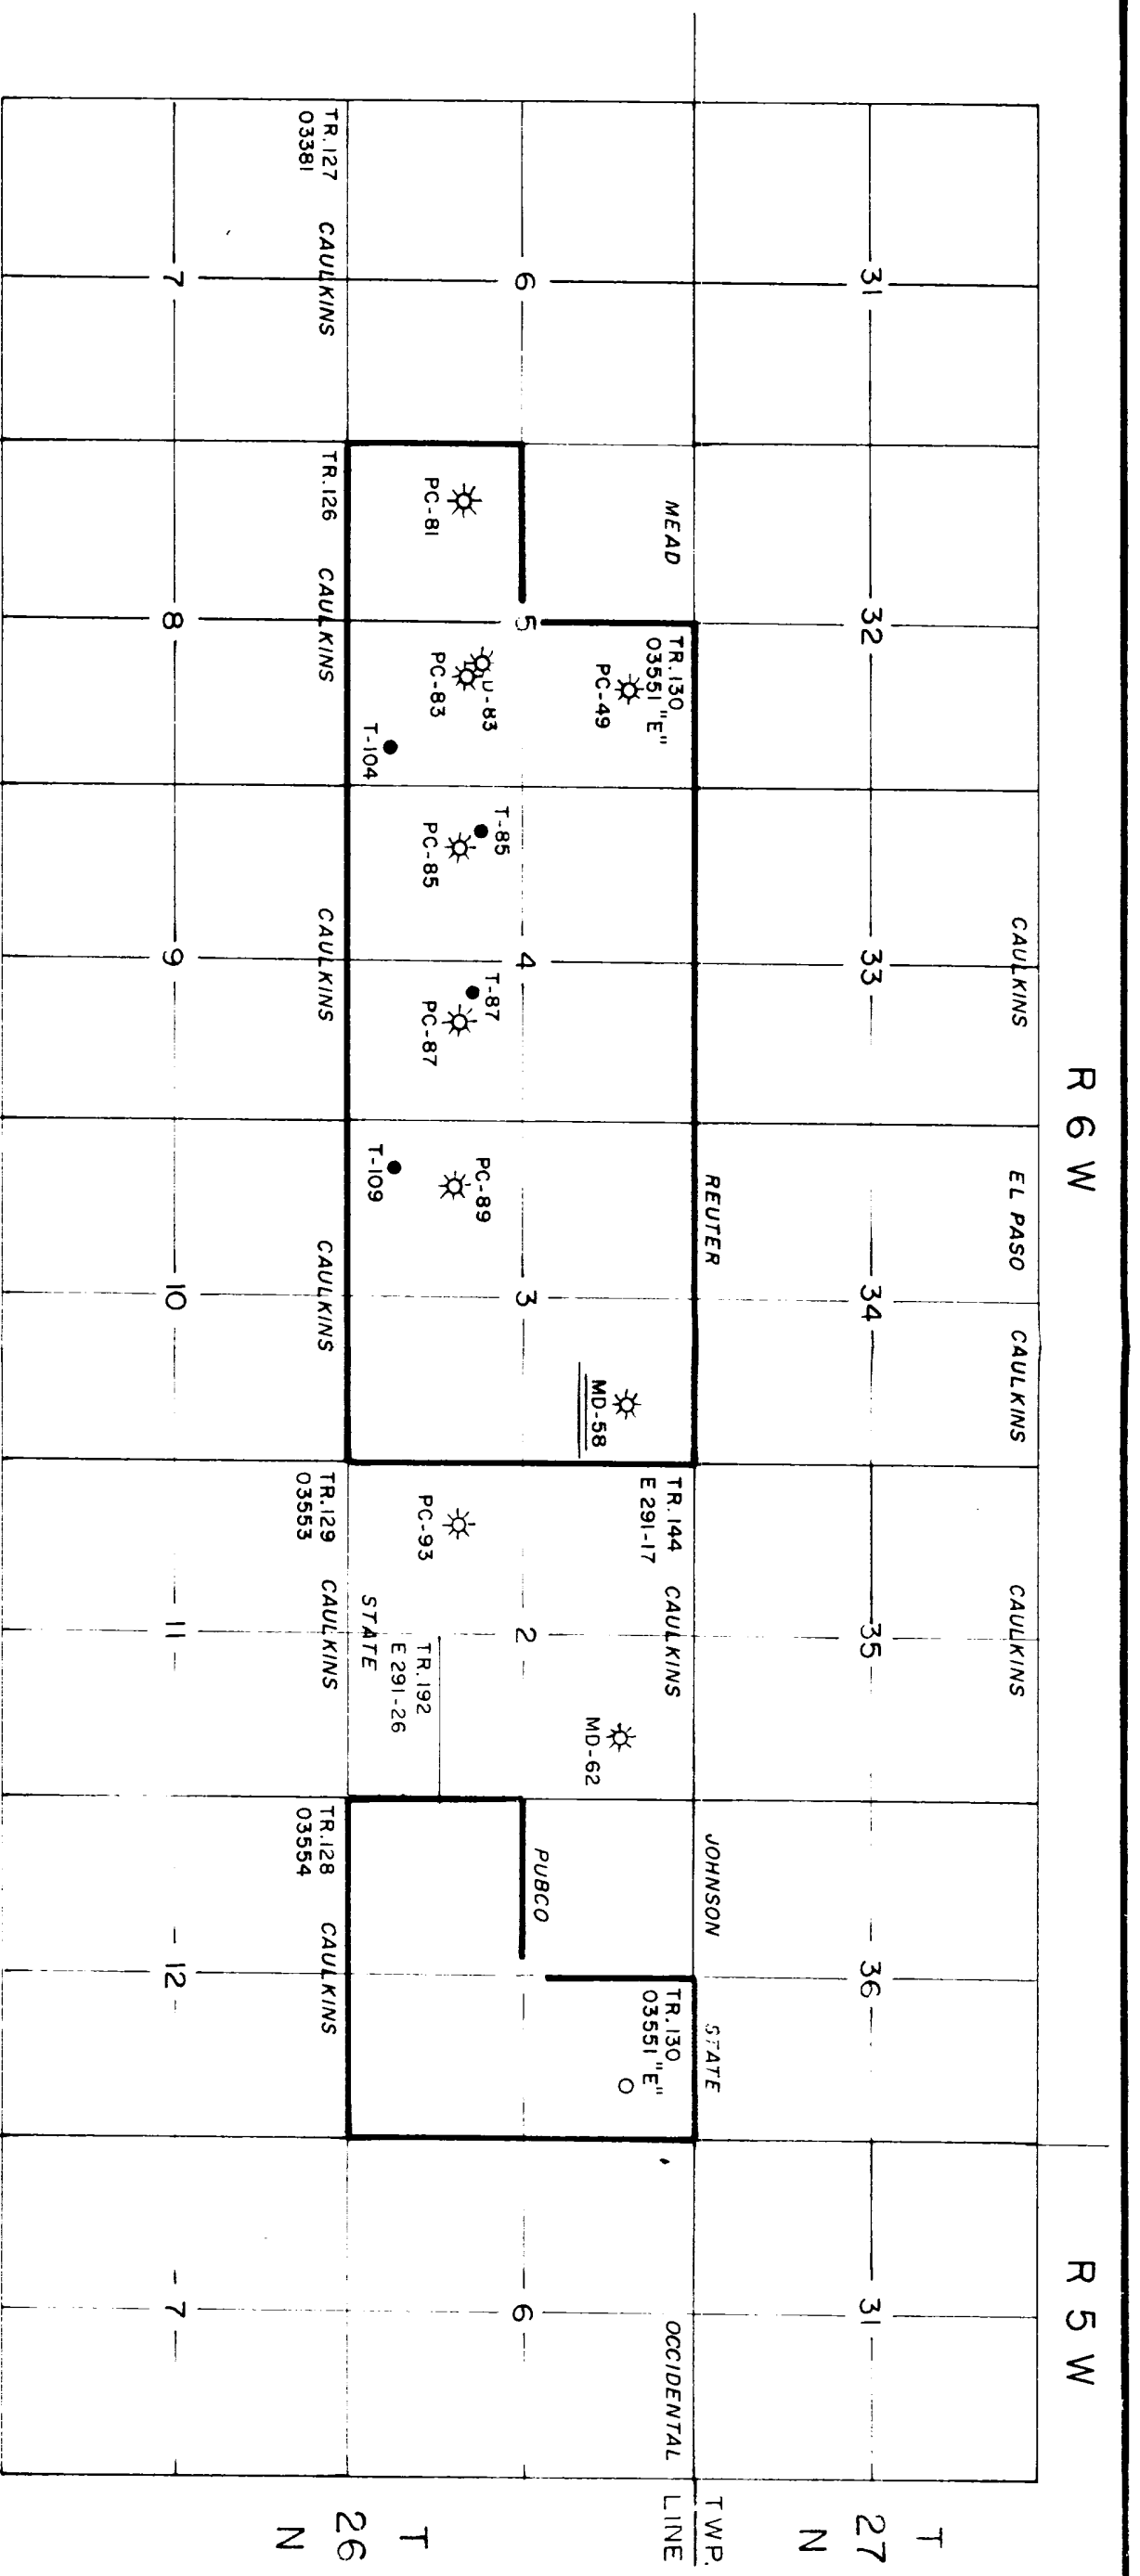 R 6 W
R 5 W
CAULKINS
EL PASO
CAULKINS
CAULKINS
T
27
N
31
32
33
34
35
36
31
TWP.
LINE
REUTER
JOHNSON
STATE
MEAD
TR.130
03551 "E"
PC-49
MD-58
TR.144
E 291-17
CAULKINS
MD-62
TR.130
03551 "E"
OCCIDENTAL
PUBCO
6
5
4
3
2
6
PC-81
U-83
PC-83
T-104
T-85
PC-85
T-87
PC-87
PC-89
T-109
PC-93
TR.192
E 291-26
STATE
T
26
N
TR.127
03381
CAULKINS
TR.126
CAULKINS
CAULKINS
CAULKINS
TR.129
03553
CAULKINS
TR.128
03554
CAULKINS
7
8
9
10
11
12
7